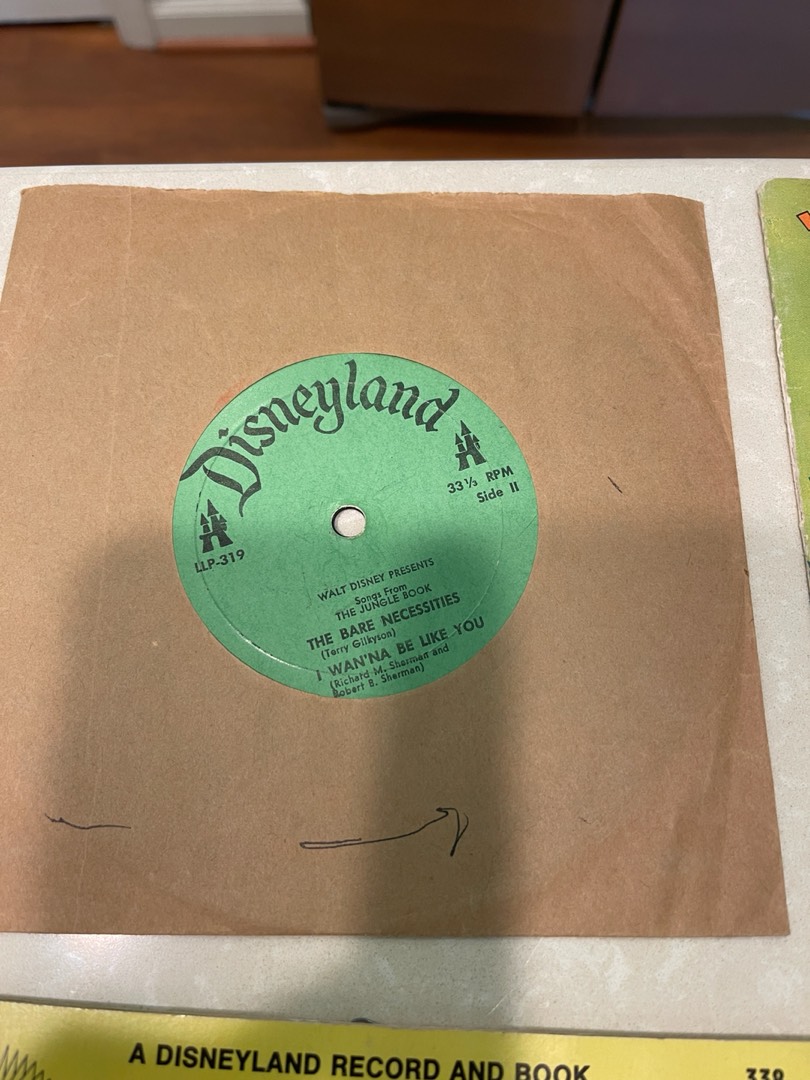 Disneyland
33⅓ RPM
Side II
LLP-319
WALT DISNEY PRESENTS
Songs From
THE JUNGLE BOOK
THE BARE NECESSITIES
(Terry Gilkyson)
I WAN'NA BE LIKE YOU
(Richard M. Sherman and
Robert B. Sherman)
A DISNEYLAND RECORD AND BOOK